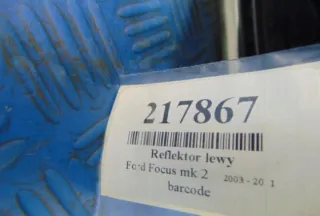 217867
Reflektor lewy
Ford Focus mk 2
barcode